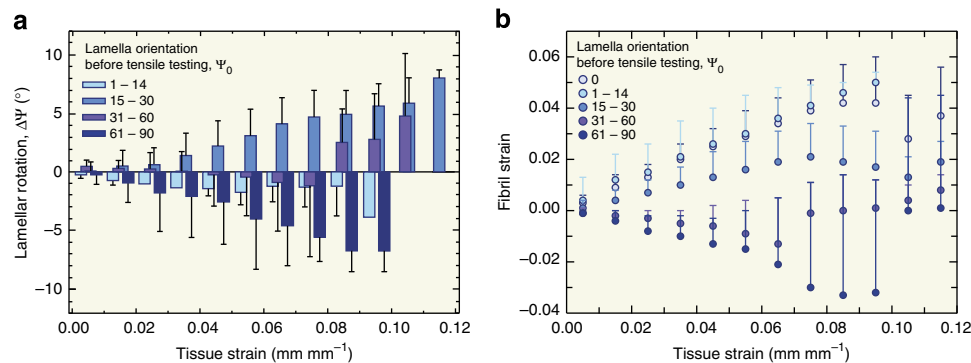 a
Lamella orientation
before tensile testing, Ψ0
1 – 14
15 – 30
31 – 60
61 – 90
10
5
0
−5
−10
Lamellar rotation, ΔΨ (°)
0.00 0.02 0.04 0.06 0.08 0.10 0.12
Tissue strain (mm mm−1)
b
Lamella orientation
before tensile testing, Ψ0
0
1 – 14
15 – 30
31 – 60
61 – 90
0.06
0.04
0.02
0.00
−0.02
−0.04
Fibril strain
0.00 0.02 0.04 0.06 0.08 0.10 0.12
Tissue strain (mm mm−1)